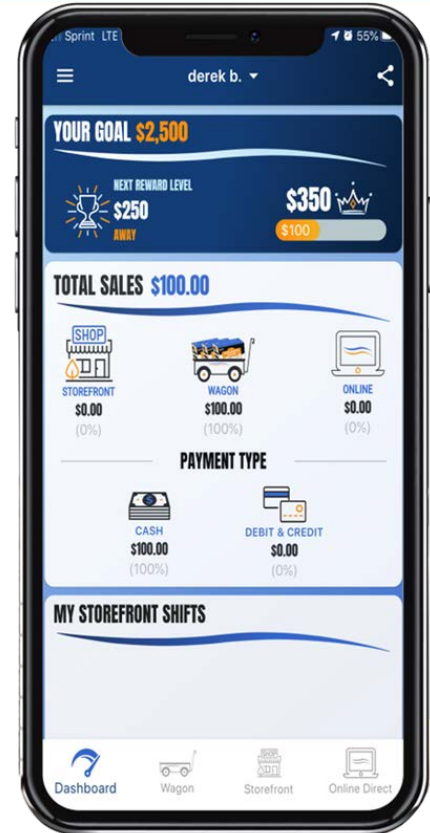 Sprint LTE
55%
derek b.
YOUR GOAL $2,500
NEXT REWARD LEVEL
$250
AWAY
$350
$100
TOTAL SALES $100.00
SHOP
STOREFRONT
$0.00
(0%)
WAGON
$100.00
(100%)
ONLINE
$0.00
(0%)
PAYMENT TYPE
CASH
$100.00
(100%)
DEBIT & CREDIT
$0.00
(0%)
MY STOREFRONT SHIFTS
Dashboard
Wagon
SHOP
Storefront
Online Direct